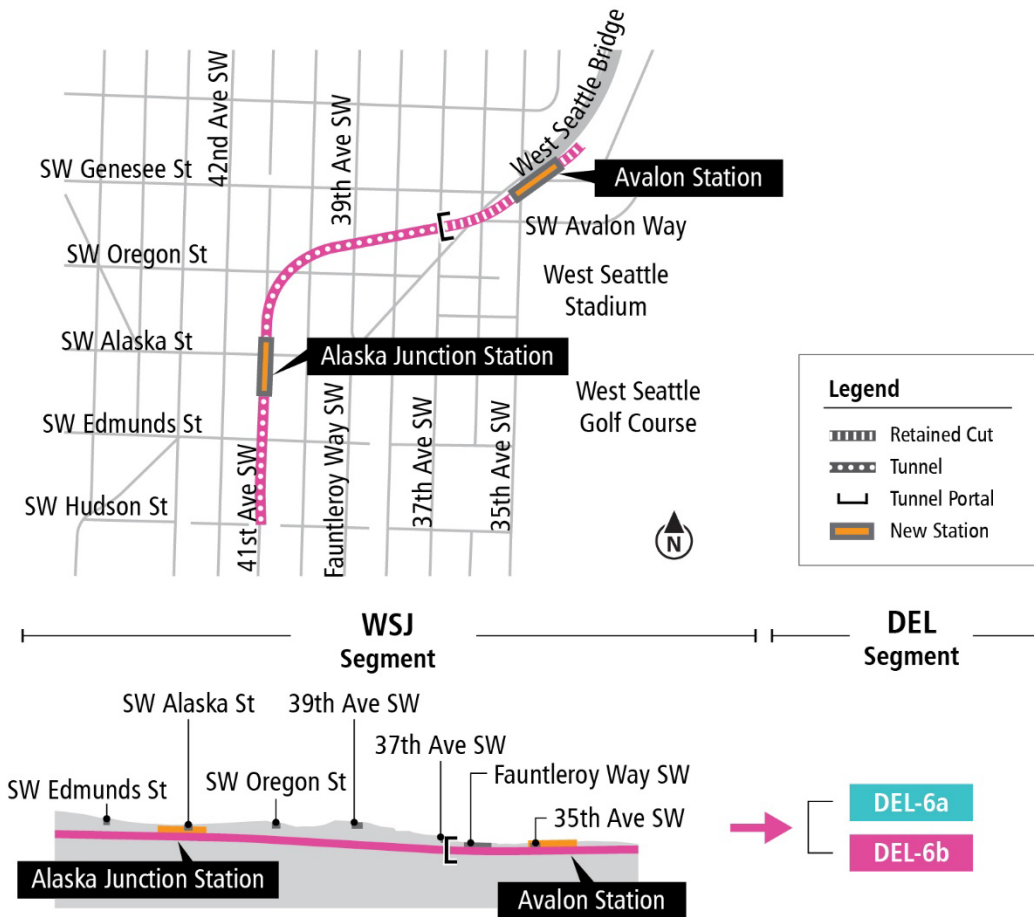 42nd Ave SW
39th Ave SW
West Seattle Bridge
SW Genesee St
Avalon Station
SW Avalon Way
SW Oregon St
West Seattle
Stadium
SW Alaska St
Alaska Junction Station
West Seattle
Golf Course
SW Edmunds St
SW Hudson St
41st Ave SW
Fauntleroy Way SW
37th Ave SW
35th Ave SW
N
Legend
Retained Cut
Tunnel
Tunnel Portal
New Station
WSJ
Segment
DEL
Segment
SW Alaska St
39th Ave SW
37th Ave SW
SW Edmunds St
SW Oregon St
Fauntleroy Way SW
35th Ave SW
Alaska Junction Station
Avalon Station
DEL-6a
DEL-6b